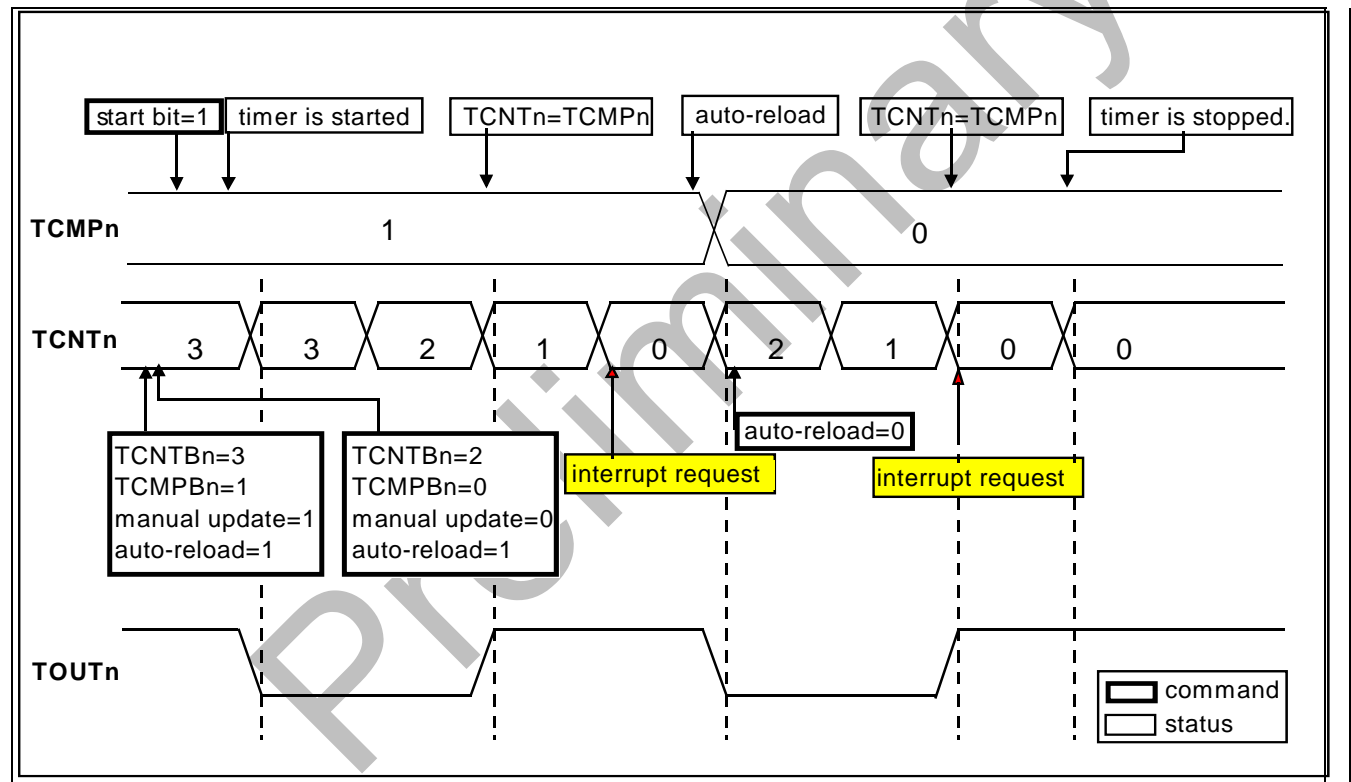 Preliminary
start bit=1
timer is started
TCNTn=TCMPn
auto-reload
TCNTn=TCMPn
timer is stopped.
TCMPn
1
0
TCNTn
3
3
2
1
0
2
1
0
0
TCNTBn=3
TCMPBn=1
manual update=1
auto-reload=1
TCNTBn=2
TCMPBn=0
manual update=0
auto-reload=1
interrupt request
auto-reload=0
interrupt request
TOUTn
command
status